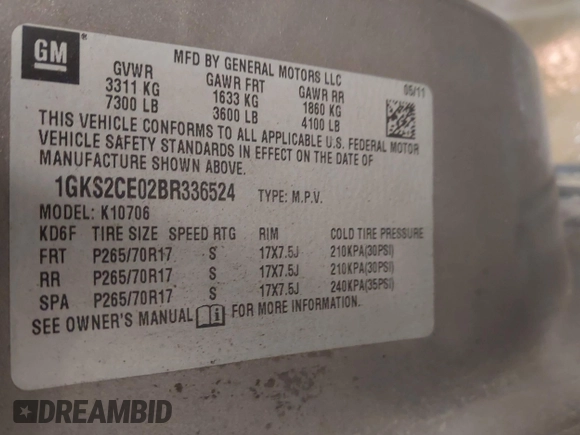 GM
MFD BY GENERAL MOTORS LLC
GVWR GAWR FRT GAWR RR 05/11
3311 KG 1633 KG 1860 KG
7300 LB 3600 LB 4100 LB
THIS VEHICLE CONFORMS TO ALL APPLICABLE U.S. FEDERAL MOTOR
VEHICLE SAFETY STANDARDS IN EFFECT ON THE DATE OF
MANUFACTURE SHOWN ABOVE.
1GKS2CE02BR336524 TYPE: M.P.V.
MODEL: K10706
KD6F TIRE SIZE SPEED RTG RIM COLD TIRE PRESSURE
FRT P265/70R17 S 17X7.5J 210KPA(30PSI)
RR P265/70R17 S 17X7.5J 210KPA(30PSI)
SPA P265/70R17 S 17X7.5J 240KPA(35PSI)
SEE OWNER'S MANUAL FOR MORE INFORMATION.
DREAMBID